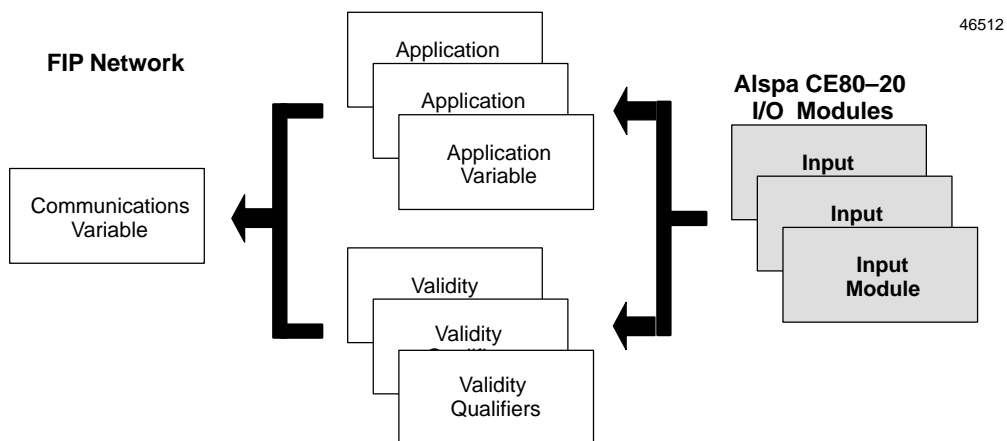 46512
FIP Network
Application
Application
Application
Variable
Alspa CE80–20
I/O Modules
Input
Input
Input
Module
Communications
Variable
Validity
Validity
Validity
Qualifiers